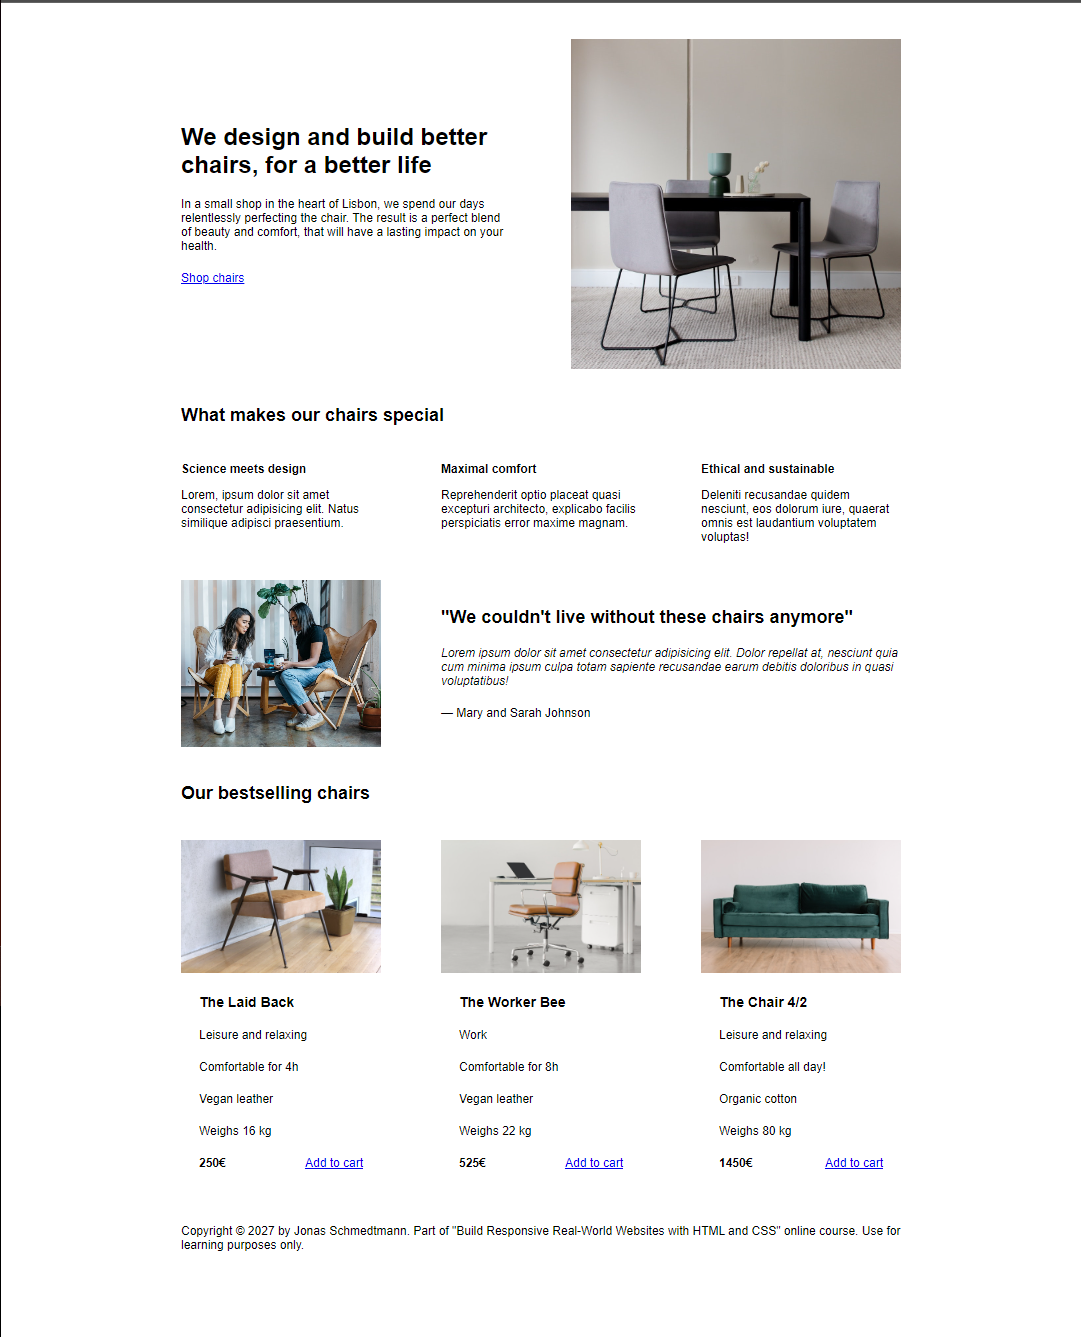 We design and build better
chairs, for a better life
In a small shop in the heart of Lisbon, we spend our days
relentlessly perfecting the chair. The result is a perfect blend
of beauty and comfort, that will have a lasting impact on your
health.
Shop chairs
What makes our chairs special
Science meets design
Lorem, ipsum dolor sit amet
consectetur adipisicing elit. Natus
similique adipisci praesentium.
Maximal comfort
Reprehenderit optio placeat quasi
excepturi architecto, explicabo facilis
perspiciatis error maxime magnam.
Ethical and sustainable
Deleniti recusandae quidem
nesciunt, eos dolorum iure, quaerat
omnis est laudantium voluptatem
voluptas!
"We couldn't live without these chairs anymore"
Lorem ipsum dolor sit amet consectetur adipisicing elit. Dolor repellat at, nesciunt quia
cum minima ipsum culpa totam sapiente recusandae earum debitis doloribus in quasi
voluptatibus!
— Mary and Sarah Johnson
Our bestselling chairs
The Laid Back
Leisure and relaxing
Comfortable for 4h
Vegan leather
Weighs 16 kg
250€ Add to cart
The Worker Bee
Work
Comfortable for 8h
Vegan leather
Weighs 22 kg
525€ Add to cart
The Chair 4/2
Leisure and relaxing
Comfortable all day!
Organic cotton
Weighs 80 kg
1450€ Add to cart
Copyright © 2027 by Jonas Schmedtmann. Part of "Build Responsive Real-World Websites with HTML and CSS" online course. Use for
learning purposes only.